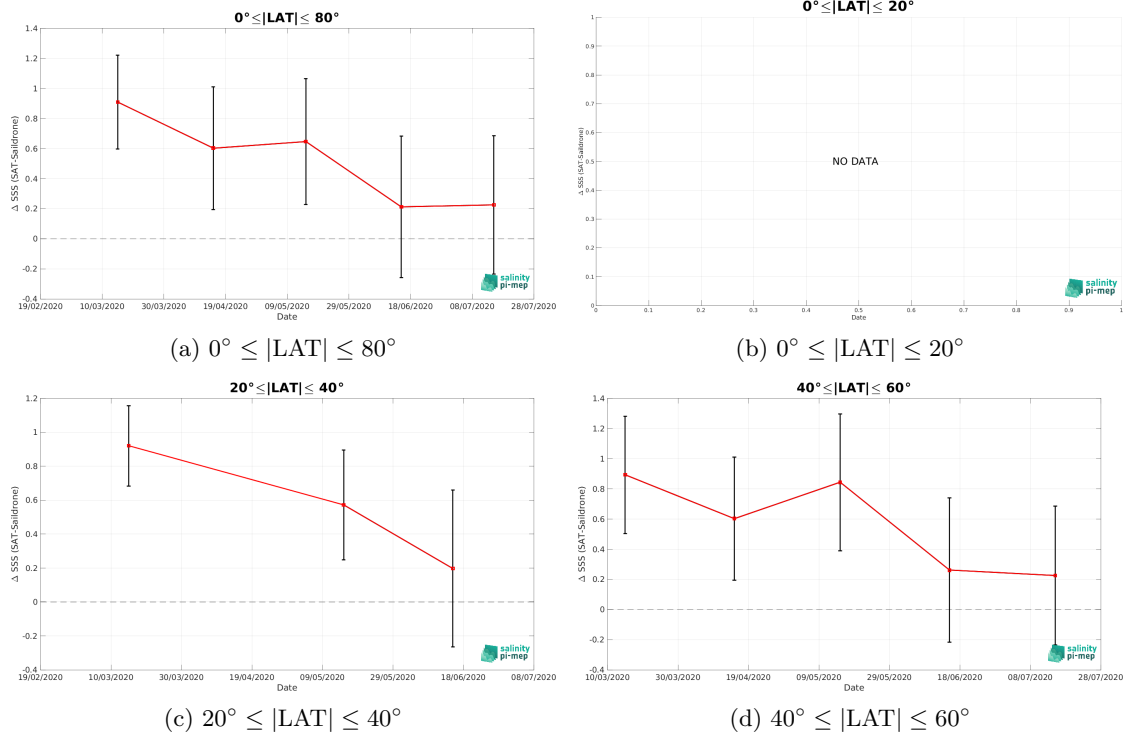 0°≤|LAT|≤ 80°
1.4
1.2
1
0.8
0.6
0.4
0.2
0
-0.2
-0.4
Δ SSS (SAT-Saildrone)
19/02/2020 10/03/2020 30/03/2020 19/04/2020 09/05/2020 29/05/2020 18/06/2020 08/07/2020 28/07/2020
Date
salinity
pi-mep
(a) 0° ≤ |LAT| ≤ 80°
0°≤|LAT|≤ 20°
1
0.9
0.8
0.7
0.6
0.5
0.4
0.3
0.2
0.1
0
Δ SSS (SAT-Saildrone)
NO DATA
0 0.1 0.2 0.3 0.4 0.5 0.6 0.7 0.8 0.9 1
Date
salinity
pi-mep
(b) 0° ≤ |LAT| ≤ 20°
20°≤|LAT|≤ 40°
1.2
1
0.8
0.6
0.4
0.2
0
-0.2
-0.4
Δ SSS (SAT-Saildrone)
19/02/2020 10/03/2020 30/03/2020 19/04/2020 09/05/2020 29/05/2020 18/06/2020 08/07/2020
Date
salinity
pi-mep
(c) 20° ≤ |LAT| ≤ 40°
40°≤|LAT|≤ 60°
1.4
1.2
1
0.8
0.6
0.4
0.2
0
-0.2
-0.4
Δ SSS (SAT-Saildrone)
10/03/2020 30/03/2020 19/04/2020 09/05/2020 29/05/2020 18/06/2020 08/07/2020 28/07/2020
Date
salinity
pi-mep
(d) 40° ≤ |LAT| ≤ 60°